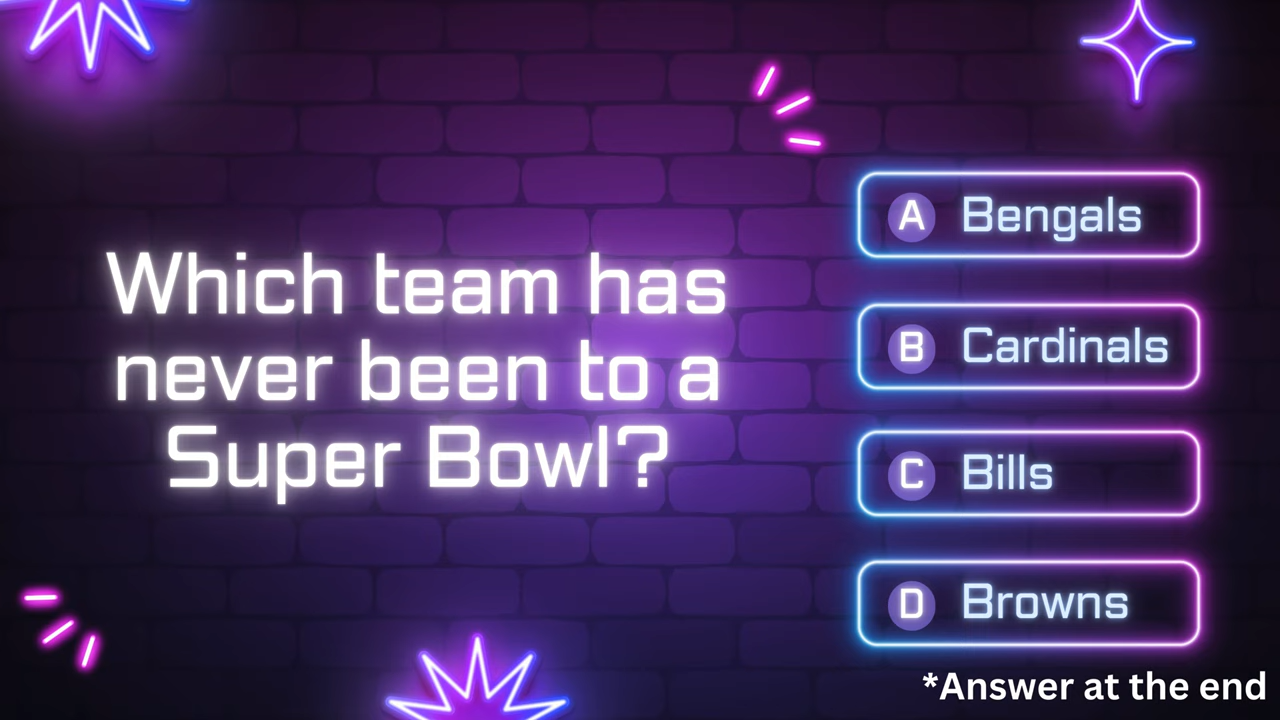 Which team has
never been to a
Super Bowl?
A Bengals
B Cardinals
C Bills
D Browns
*Answer at the end